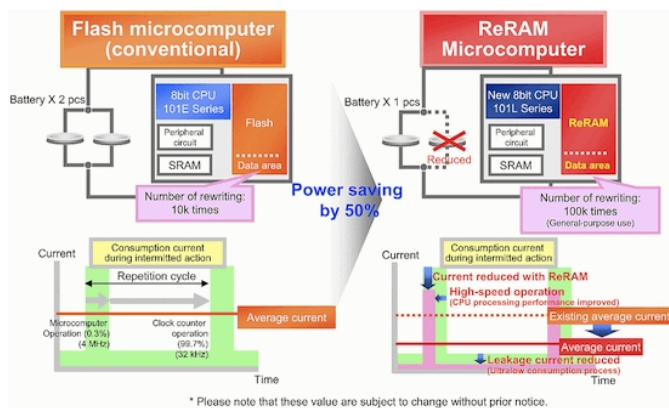 Flash microcomputer
(conventional)
Battery X 2 pcs
8bit CPU
101E Series
Peripheral
circuit
SRAM
Flash
Data area
Number of rewriting:
10k times
ReRAM
Microcomputer
Battery X 1 pcs
Reduced
New 8bit CPU
101L Series
Peripheral
circuit
SRAM
ReRAM
Data area
Number of rewriting:
100k times
(General-purpose use)
Power saving
by 50%
Current
Consumption current
during intermitted action
Repetition cycle
Average current
Microcomputer
Operation (0.3%)
(4 MHz)
Clock counter
operation
(99.7%)
(32 kHz)
Time
Current
Consumption current
during intermitted action
Current reduced with ReRAM
High-speed operation
(CPU processing performance improved)
Existing average current
Average current
Leakage current reduced
(Ultralow consumption process)
Time
* Please note that these value are subject to change without prior notice.